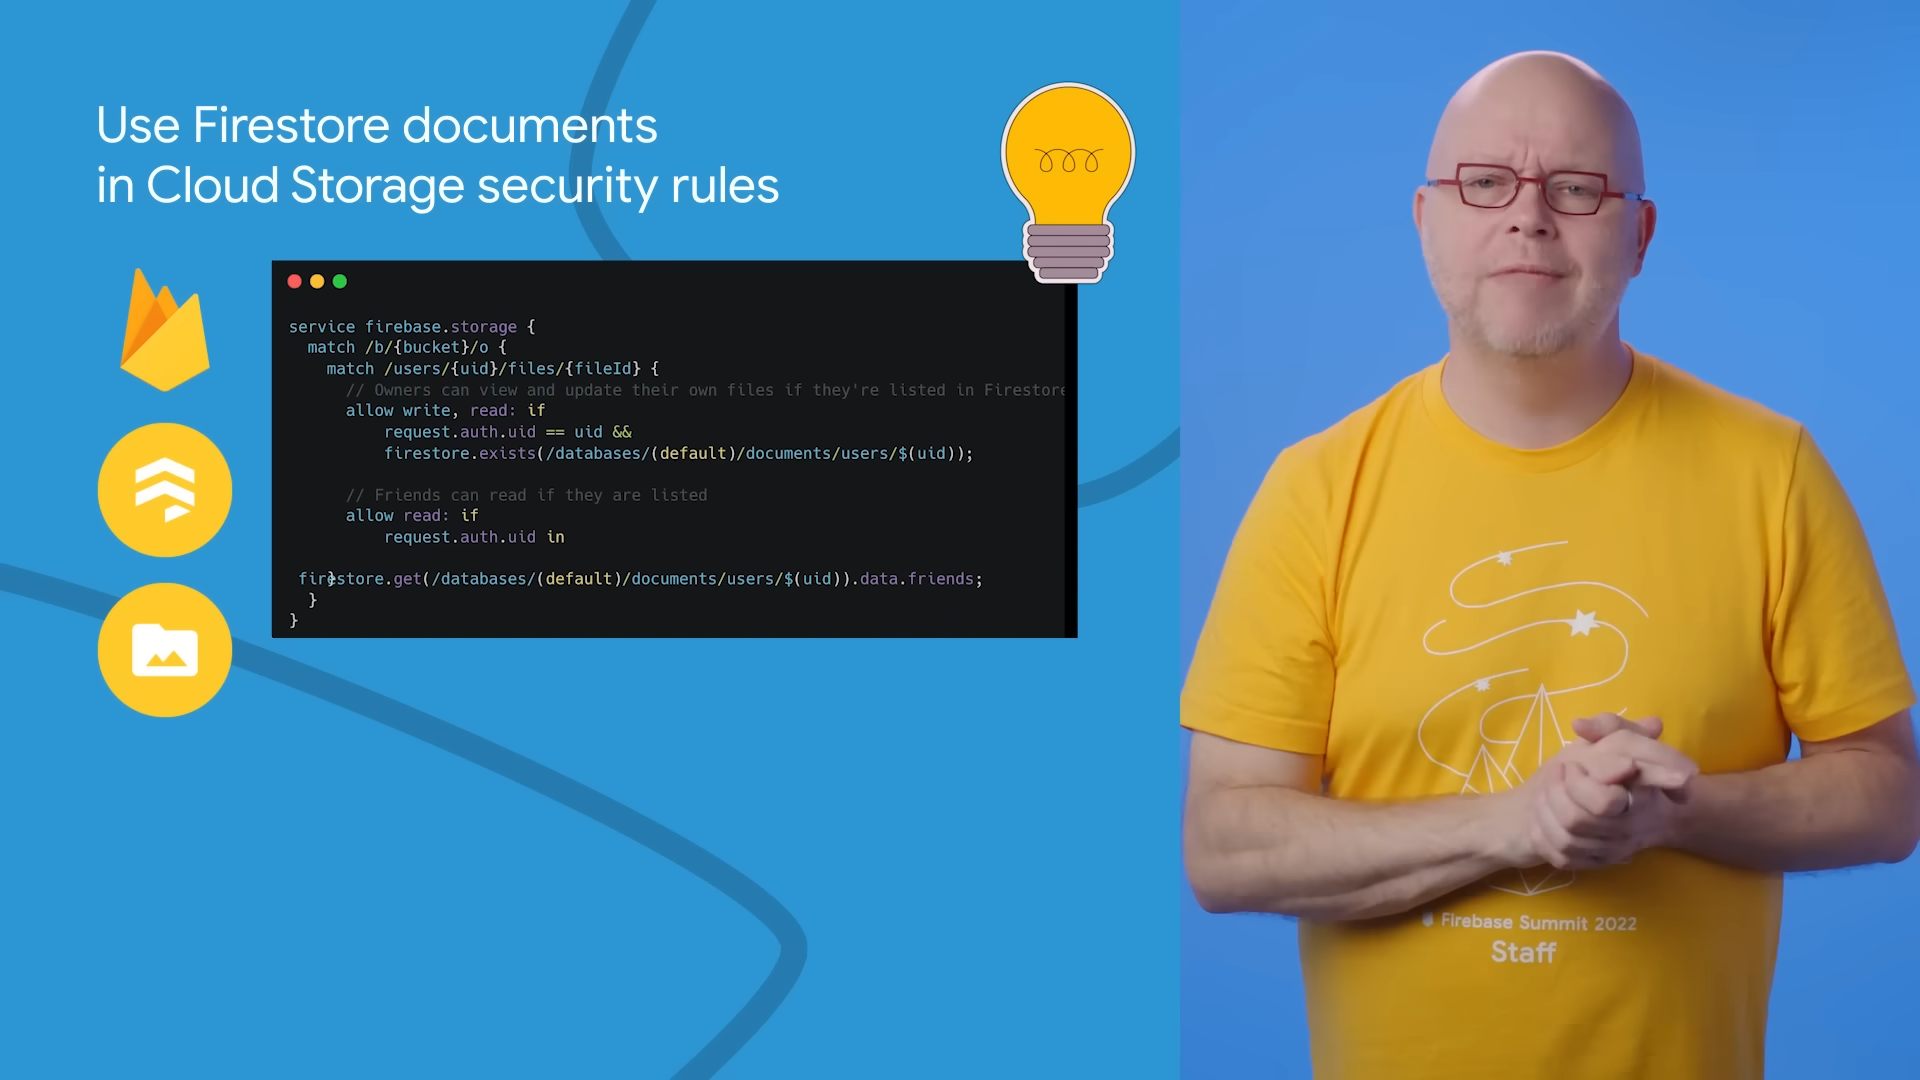 Use Firestore documents
in Cloud Storage security rules
service firebase.storage {
match /b/{bucket}/o {
match /users/{uid}/files/{fileId} {
// Owners can view and update their own files if they're listed in Firestore
allow write, read: if
request.auth.uid == uid &&
firestore.exists(/databases/(default)/documents/users/$(uid));
// Friends can read if they are listed
allow read: if
request.auth.uid in
firestore.get(/databases/(default)/documents/users/$(uid)).data.friends;
}
}
}
Firebase Summit 2022
Staff